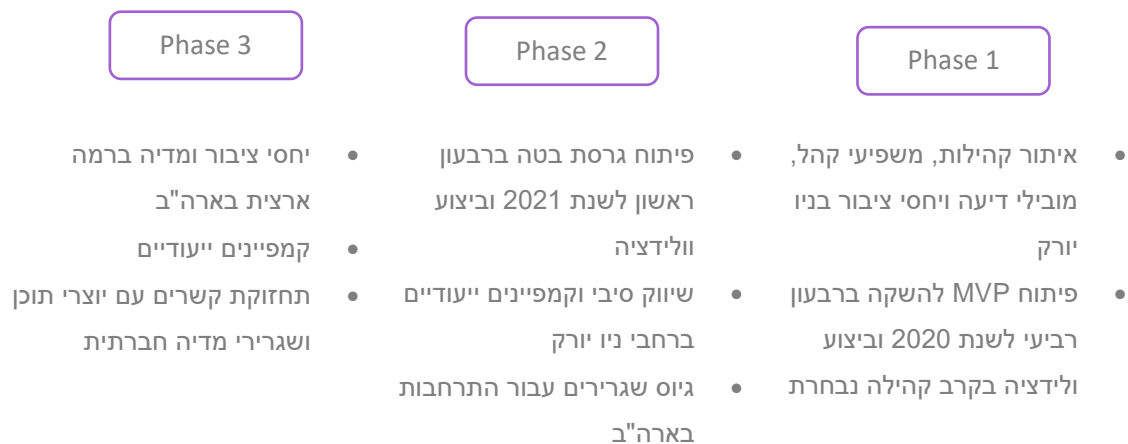 Phase 1
איתור קהילות, משפיעי קהל,
מובילי דיעה ויחסי ציבור בניו
יורק
פיתוח MVP להשקה ברבעון
רביעי לשנת 2020 וביצוע
ולידציה בקרב קהילה נבחרת
Phase 2
פיתוח גרסת בטה ברבעון
ראשון לשנת 2021 וביצוע
וולידציה
שיווק סיבי וקמפיינים ייעודיים
ברחבי ניו יורק
גיוס שגרירים עבור התרחבות
בארה"ב
Phase 3
יחסי ציבור ומדיה ברמה
ארצית בארה"ב
קמפיינים ייעודיים
תחזוקת קשרים עם יוצרי תוכן
ושגרירי מדיה חברתית